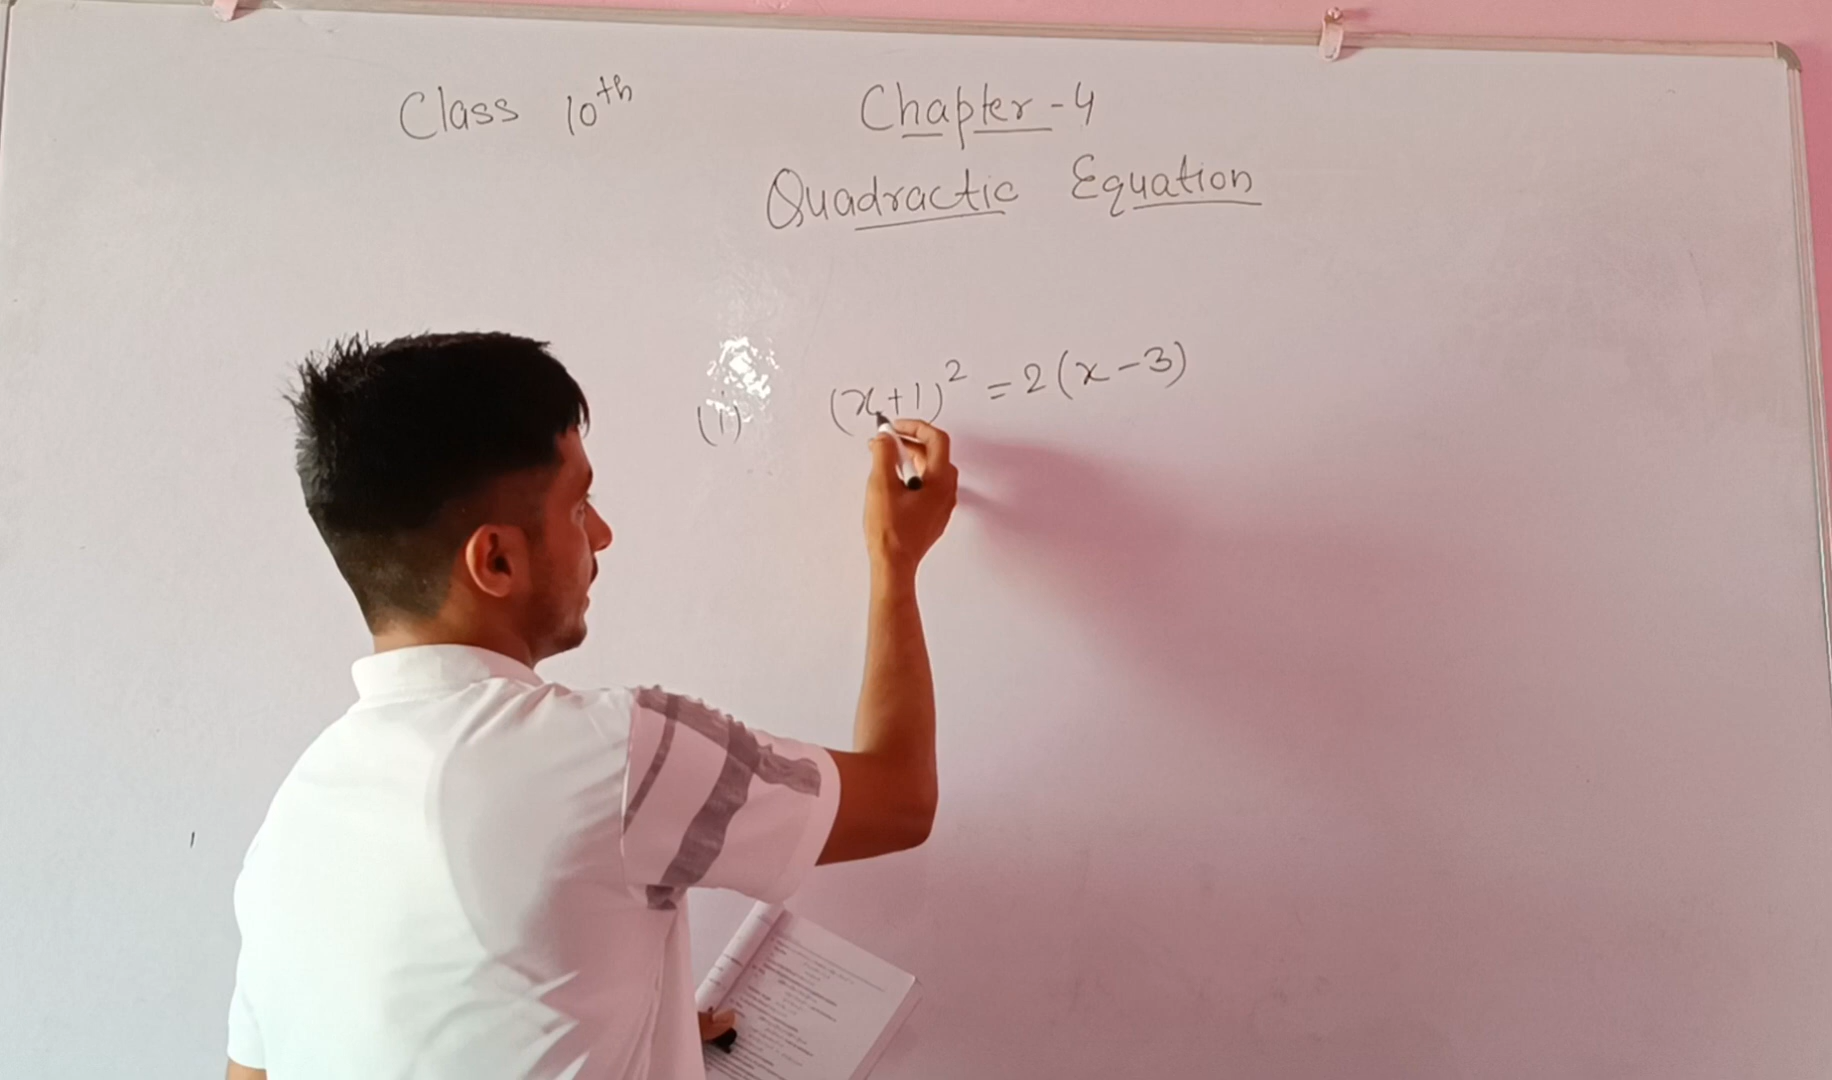 Class 10th
Chapter-4
Quadractic Equation
(i) (x+1)² = 2(x-3)